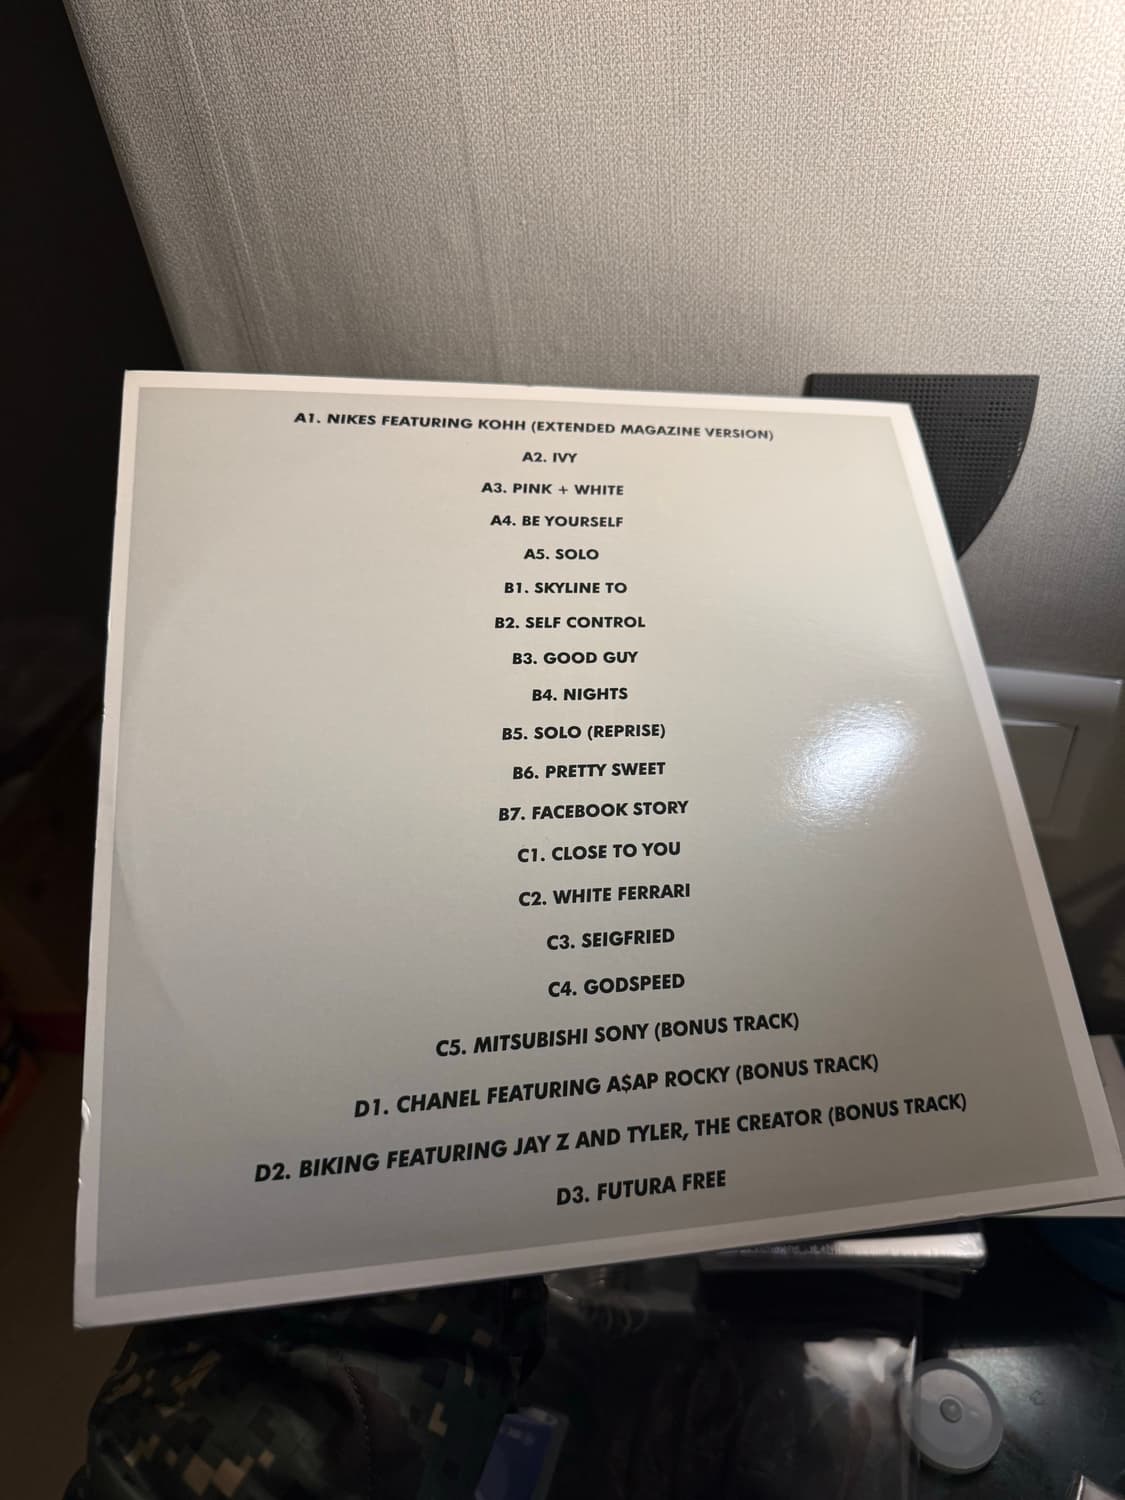 A1. NIKES FEATURING KOHH (EXTENDED MAGAZINE VERSION)
A2. IVY
A3. PINK + WHITE
A4. BE YOURSELF
A5. SOLO
B1. SKYLINE TO
B2. SELF CONTROL
B3. GOOD GUY
B4. NIGHTS
B5. SOLO (REPRISE)
B6. PRETTY SWEET
B7. FACEBOOK STORY
C1. CLOSE TO YOU
C2. WHITE FERRARI
C3. SEIGFRIED
C4. GODSPEED
C5. MITSUBISHI SONY (BONUS TRACK)
D1. CHANEL FEATURING A$AP ROCKY (BONUS TRACK)
D2. BIKING FEATURING JAY Z AND TYLER, THE CREATOR (BONUS TRACK)
D3. FUTURA FREE